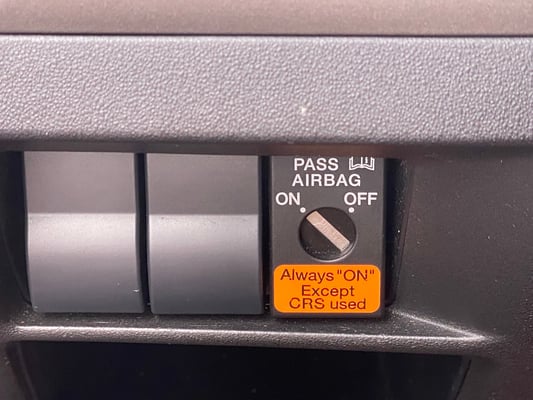 PASS
AIRBAG
ON OFF
Always "ON"
Except
CRS used